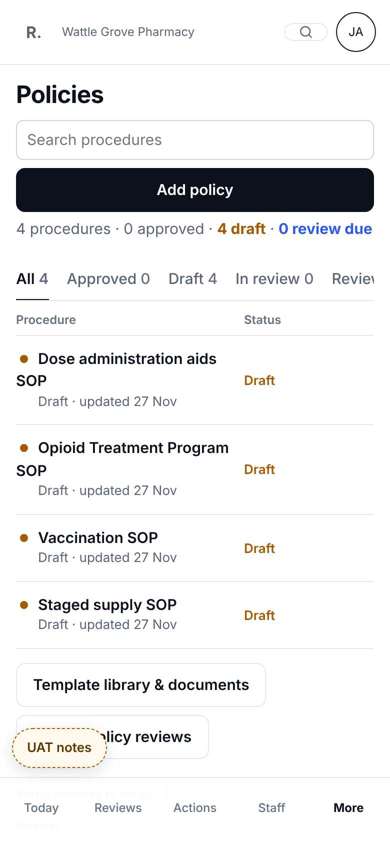 R. Wattle Grove Pharmacy JA
Policies
Search procedures
Add policy
4 procedures · 0 approved · 4 draft · 0 review due
All 4 Approved 0 Draft 4 In review 0 Review
Procedure Status
Dose administration aids
SOP
Draft · updated 27 Nov
Draft
Opioid Treatment Program
SOP
Draft · updated 27 Nov
Draft
Vaccination SOP
Draft · updated 27 Nov
Draft
Staged supply SOP
Draft · updated 27 Nov
Draft
Template library & documents
olicy reviews
UAT notes
Today Reviews Actions Staff More